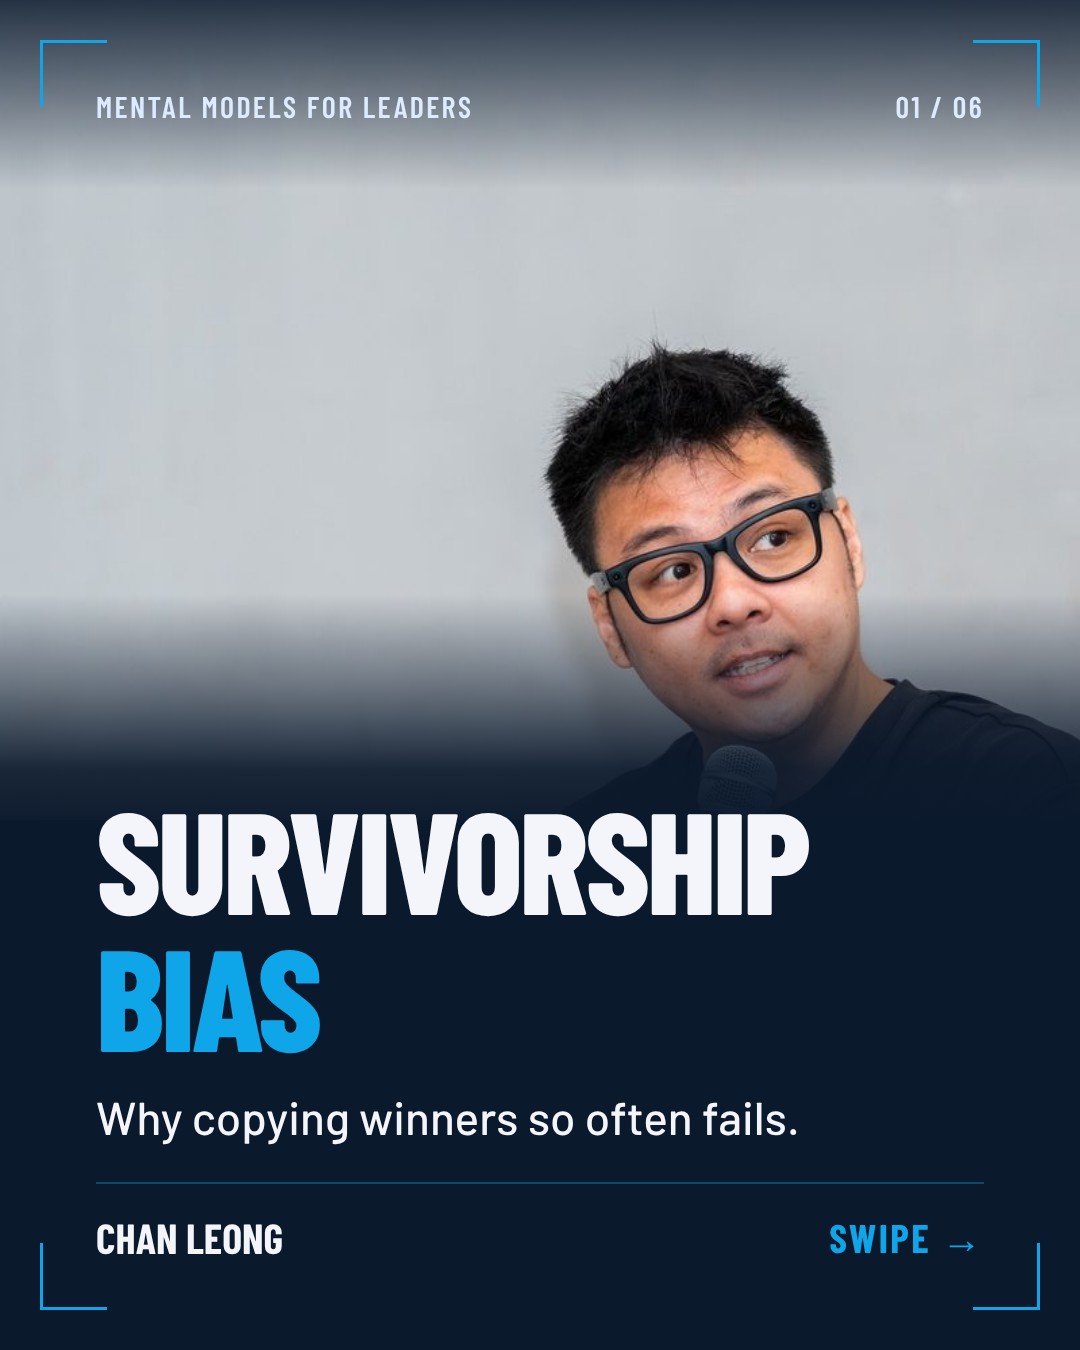 MENTAL MODELS FOR LEADERS
01 / 06
SURVIVORSHIP
BIAS
Why copying winners so often fails.
CHAN LEONG
SWIPE →